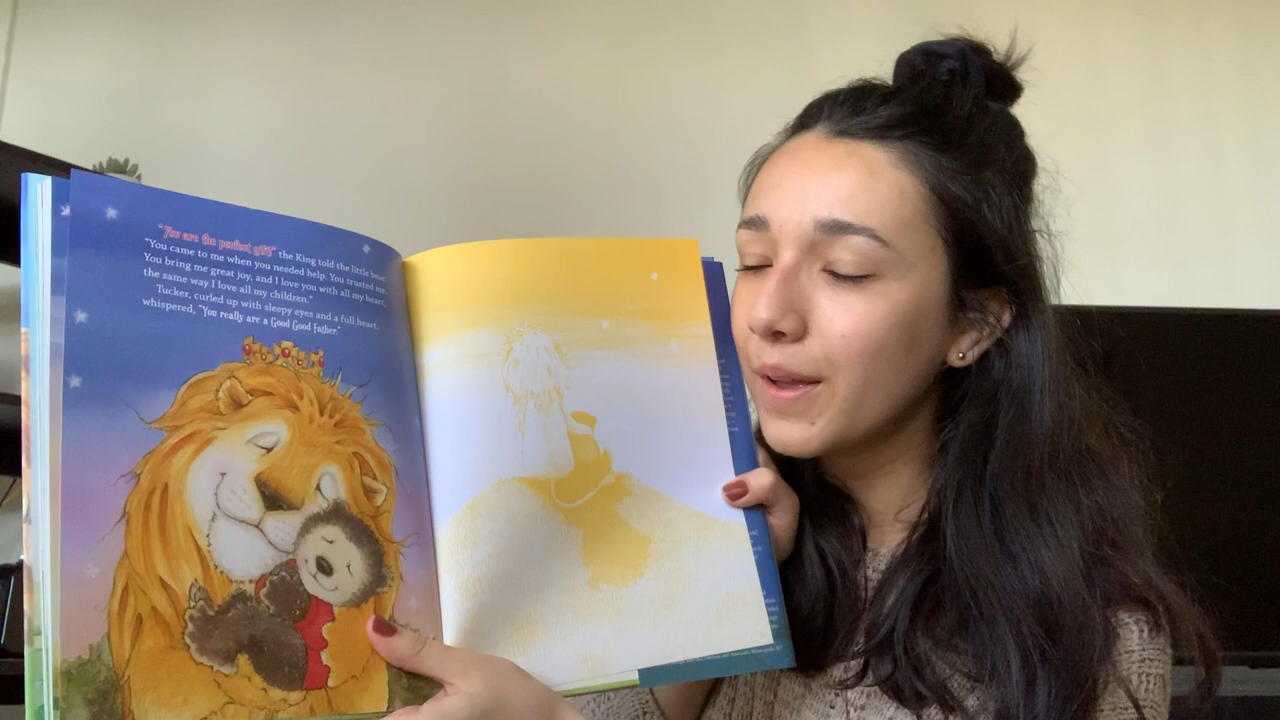 "You are the perfect gift," the King told the little bear.
"You came to me when you needed help. You trusted me.
You bring me great joy, and I love you with all my heart,
the same way I love all my children."
Tucker, curled up with sleepy eyes and a full heart,
whispered, "You really are a Good Good Father."